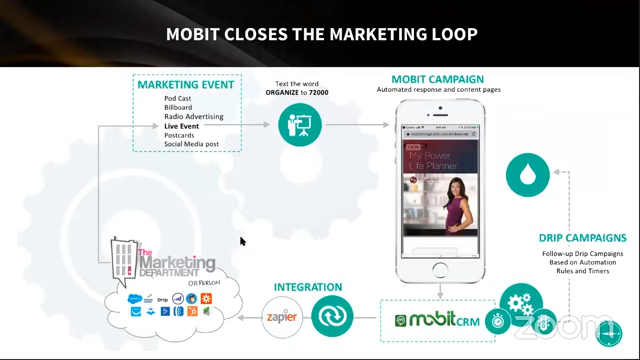 MOBIT CLOSES THE MARKETING LOOP
MARKETING EVENT
Pod Cast
Billboard
Radio Advertising
Live Event
Postcards
Social Media post
Text the word
ORGANIZE to 72000
MOBIT CAMPAIGN
Automated response and content pages
My Power
Life Planner
DRIP CAMPAIGNS
Follow-up Drip Campaigns
Based on Automation
Rules and Timers
The
Marketing
DEPARTMENT
OR PERSON
Drip
INTEGRATION
zapier
mobit CRM
zoom